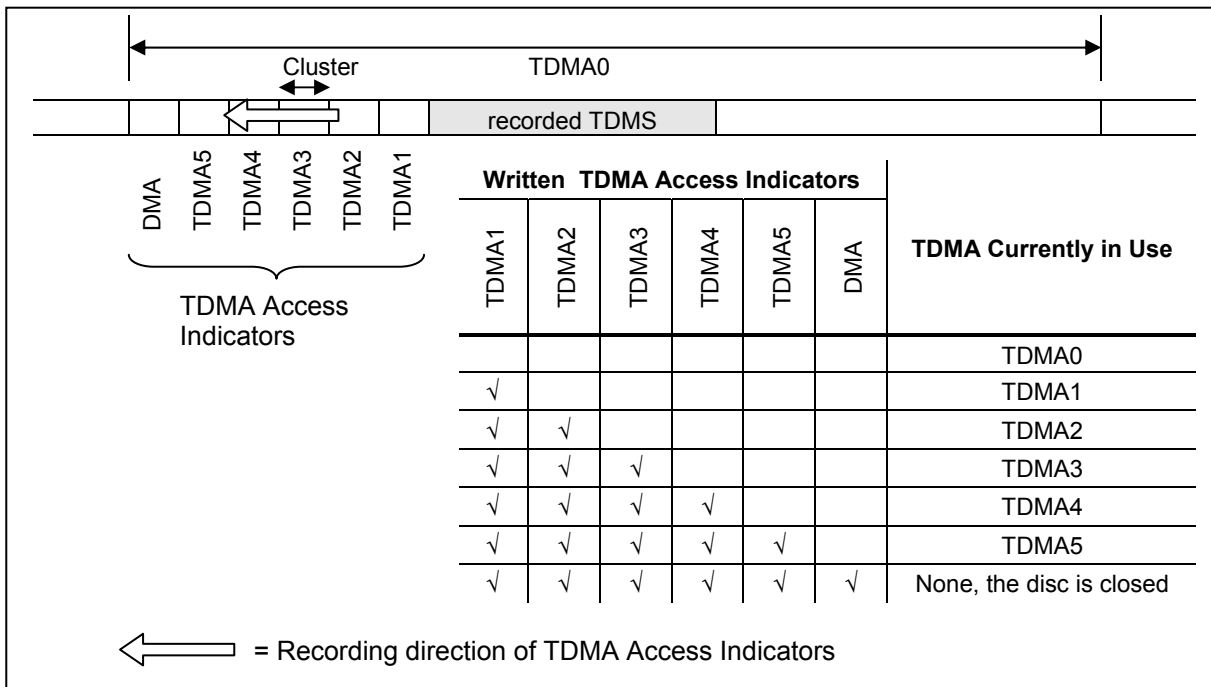 Cluster
TDMA0
recorded TDMS
DMA
TDMA5
TDMA4
TDMA3
TDMA2
TDMA1
TDMA Access
Indicators
Written TDMA Access Indicators
TDMA1
TDMA2
TDMA3
TDMA4
TDMA5
DMA
TDMA Currently in Use
TDMA0
√ TDMA1
√ √ TDMA2
√ √ √ TDMA3
√ √ √ √ TDMA4
√ √ √ √ √ TDMA5
√ √ √ √ √ √ None, the disc is closed
= Recording direction of TDMA Access Indicators